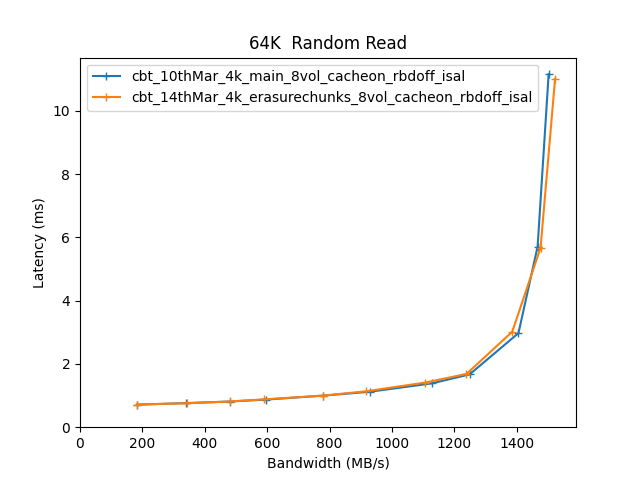 64K  Random Read
cbt_10thMar_4k_main_8vol_cacheon_rbdoff_isal
cbt_14thMar_4k_erasurechunks_8vol_cacheon_rbdoff_isal
10
8
6
4
2
0
Latency (ms)
0 200 400 600 800 1000 1200 1400
Bandwidth (MB/s)